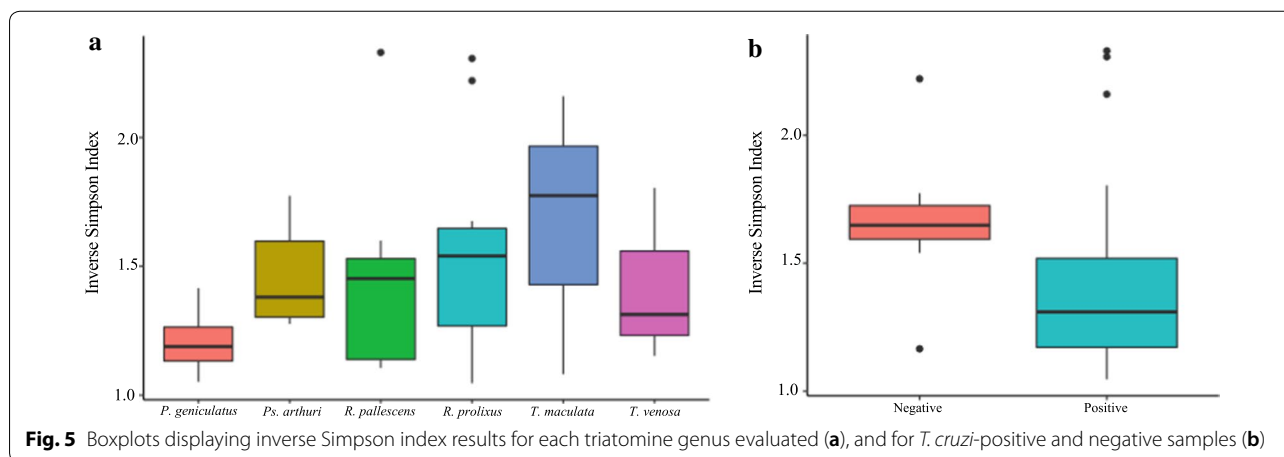 a
Inverse Simpson Index
2.0
1.5
1.0
P. geniculatus
Ps. arthuri
R. pallescens
R. prolixus
T. maculata
T. venosa
b
Inverse Simpson Index
2.0
1.5
1.0
Negative
Positive
Fig. 5 Boxplots displaying inverse Simpson index results for each triatomine genus evaluated (a), and for T. cruzi-positive and negative samples (b)